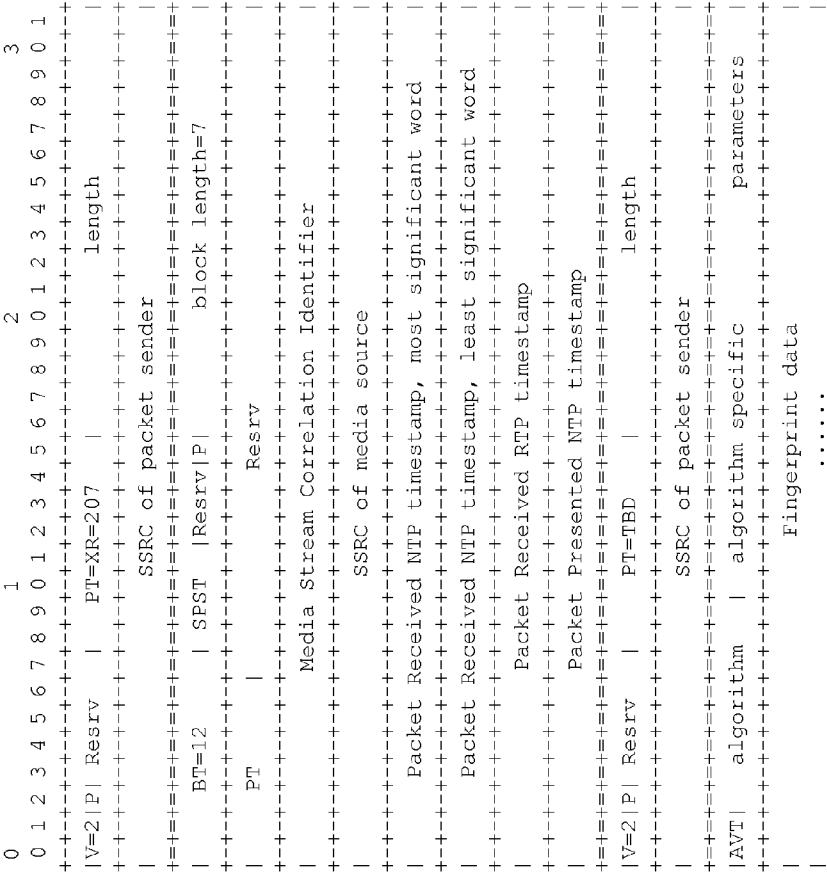 0                   1                   2                   3
 0 1 2 3 4 5 6 7 8 9 0 1 2 3 4 5 6 7 8 9 0 1 2 3 4 5 6 7 8 9 0 1
+-+-+-+-+-+-+-+-+-+-+-+-+-+-+-+-+-+-+-+-+-+-+-+-+-+-+-+-+-+-+-+-+
|V=2|P| Resrv   |   PT=XR=207   |             length            |
+-+-+-+-+-+-+-+-+-+-+-+-+-+-+-+-+-+-+-+-+-+-+-+-+-+-+-+-+-+-+-+-+
|                     SSRC of packet sender                     |
+=+=+=+=+=+=+=+=+=+=+=+=+=+=+=+=+=+=+=+=+=+=+=+=+=+=+=+=+=+=+=+=+
|     BT=12     | SPST  |Resrv|P|         block length=7        |
+-+-+-+-+-+-+-+-+-+-+-+-+-+-+-+-+-+-+-+-+-+-+-+-+-+-+-+-+-+-+-+-+
|     PT      |               Resrv                             |
+-+-+-+-+-+-+-+-+-+-+-+-+-+-+-+-+-+-+-+-+-+-+-+-+-+-+-+-+-+-+-+-+
|              Media Stream Correlation Identifier              |
+-+-+-+-+-+-+-+-+-+-+-+-+-+-+-+-+-+-+-+-+-+-+-+-+-+-+-+-+-+-+-+-+
|                     SSRC of media source                      |
+-+-+-+-+-+-+-+-+-+-+-+-+-+-+-+-+-+-+-+-+-+-+-+-+-+-+-+-+-+-+-+-+
|      Packet Received NTP timestamp, most significant word     |
+-+-+-+-+-+-+-+-+-+-+-+-+-+-+-+-+-+-+-+-+-+-+-+-+-+-+-+-+-+-+-+-+
|      Packet Received NTP timestamp, least significant word    |
+-+-+-+-+-+-+-+-+-+-+-+-+-+-+-+-+-+-+-+-+-+-+-+-+-+-+-+-+-+-+-+-+
|              Packet Received RTP timestamp                    |
+-+-+-+-+-+-+-+-+-+-+-+-+-+-+-+-+-+-+-+-+-+-+-+-+-+-+-+-+-+-+-+-+
|              Packet Presented NTP timestamp                   |
+=+=+=+=+=+=+=+=+=+=+=+=+=+=+=+=+=+=+=+=+=+=+=+=+=+=+=+=+=+=+=+=+
|V=2|P| Resrv   |     PT=TBD    |             length            |
+-+-+-+-+-+-+-+-+-+-+-+-+-+-+-+-+-+-+-+-+-+-+-+-+-+-+-+-+-+-+-+-+
|                     SSRC of packet sender                     |
+=+=+=+=+=+=+=+=+=+=+=+=+=+=+=+=+=+=+=+=+=+=+=+=+=+=+=+=+=+=+=+=+
|AVT|   algorithm   |  algorithm specific         parameters    |
+-+-+-+-+-+-+-+-+-+-+-+-+-+-+-+-+-+-+-+-+-+-+-+-+-+-+-+-+-+-+-+-+
|                       Fingerprint data                        |
|                            ......                             |